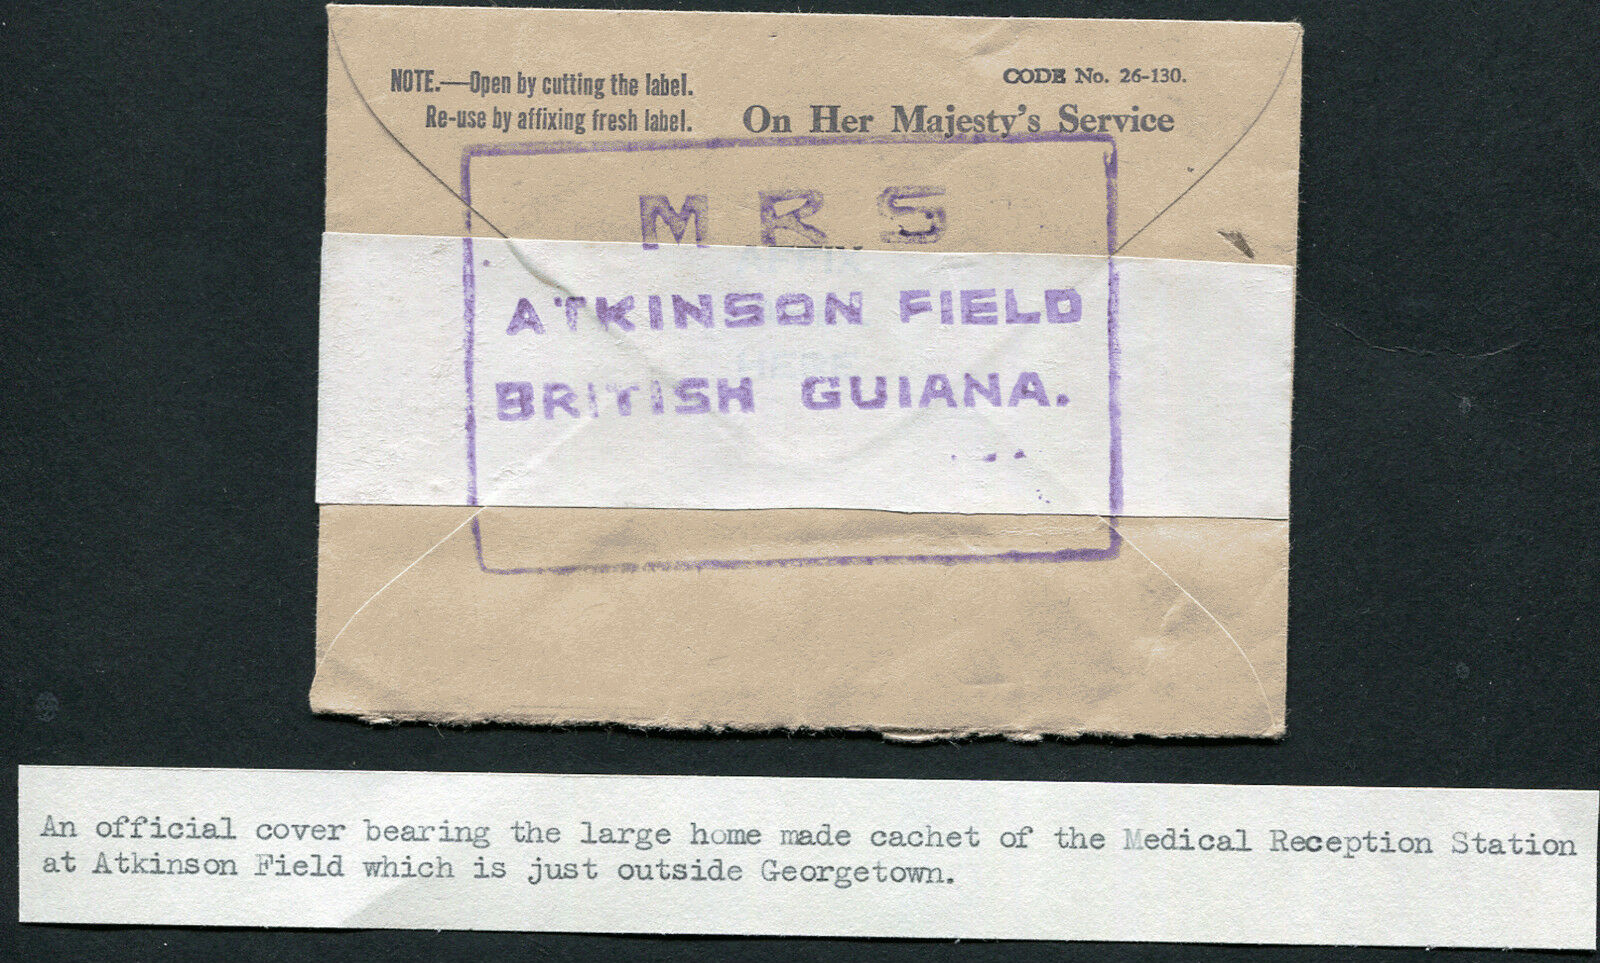 NOTE.—Open by cutting the label.
Re-use by affixing fresh label.
CODE No. 26-130.
On Her Majesty's Service
M R S
ATKINSON FIELD
BRITISH GUIANA.
An official cover bearing the large home made cachet of the Medical Reception Station
at Atkinson Field which is just outside Georgetown.